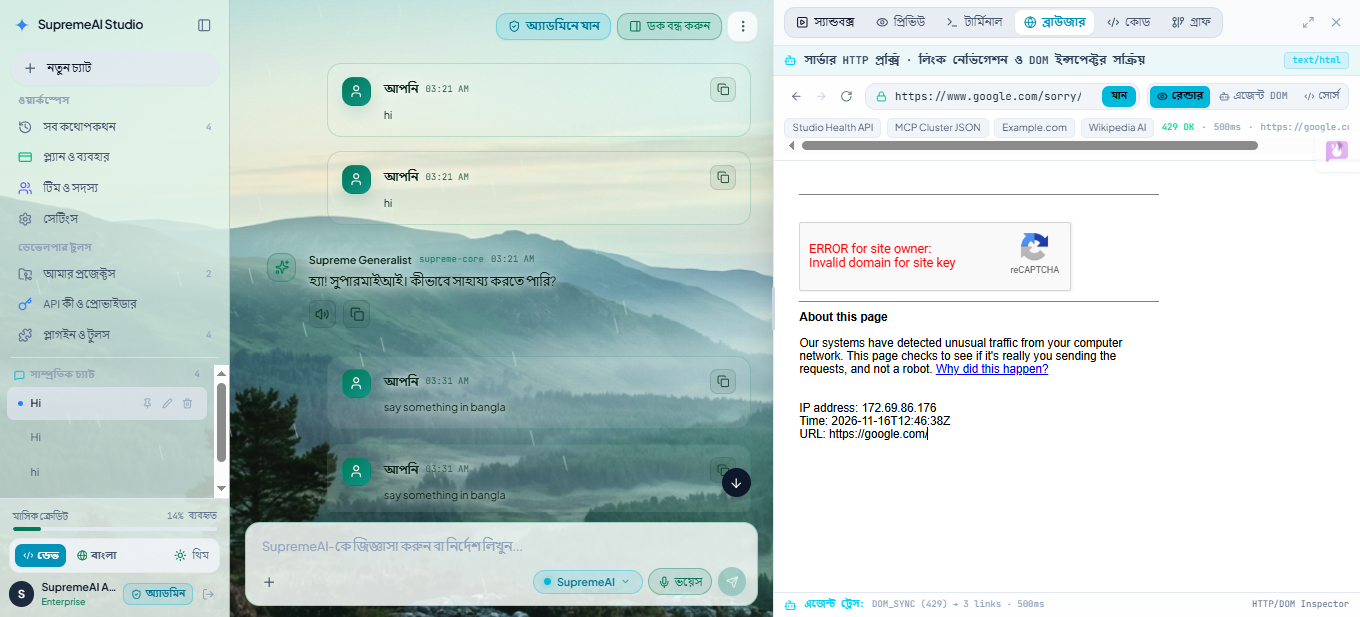 SupremeAI Studio
নতুন চ্যাট
ওয়ার্কস্পেস
সব কথোপকথন 4
প্ল্যান ও ব্যবহার
টিম ও সদস্য
সেটিংস
ডেভেলপার টুলস
আমার প্রজেক্টস 2
API কী ও প্রোভাইডার
প্লাগইন ও টুলস 4
সাম্প্রতিক চ্যাট 4
Hi
Hi
hi
মাসিক ক্রেডিট 14% ব্যবহৃত
ডেভ বাংলা থিম
S SupremeAI A... অ্যাডমিন
Enterprise
অ্যাডমিনে যান ডক বন্ধ করুন
আপনি 03:21 AM
hi
আপনি 03:21 AM
hi
Supreme Generalist supreme-core 03:21 AM
হ্যা! সুপারমাইআই। কীভাবে সাহায্য করতে পারি?
আপনি 03:31 AM
say something in bangla
আপনি 03:31 AM
say something in bangla
SupremeAI-কে জিজ্ঞাসা করুন বা নির্দেশ লিখুন...
SupremeAI ভয়েস
স্যান্ডবক্স প্রিভিউ টার্মিনাল ব্রাউজার কোড গ্রাফ
সার্ভার HTTP প্রক্সি · লিংক নেভিগেশন ও DOM ইন্সপেক্টর সক্রিয় text/html
https://www.google.com/sorry/ যান রেন্ডার এজেন্ট DOM সোর্স
Studio Health API MCP Cluster JSON Example.com Wikipedia AI 429 OK · 500ms · https://google.co
ERROR for site owner:
Invalid domain for site key
reCAPTCHA
About this page
Our systems have detected unusual traffic from your computer
network. This page checks to see if it's really you sending the
requests, and not a robot. Why did this happen?
IP address: 172.69.86.176
Time: 2026-11-16T12:46:38Z
URL: https://google.com/
এজেন্ট ট্রেস: DOM_SYNC (429) → 3 links · 500ms HTTP/DOM Inspector